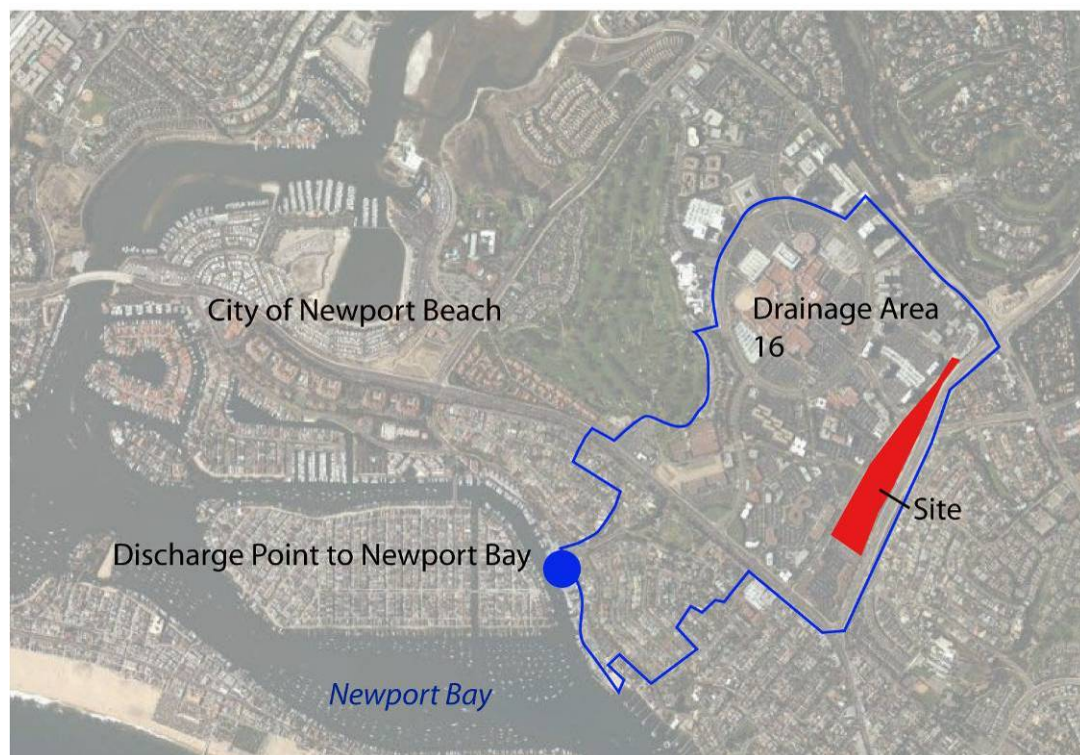 City of Newport Beach
Drainage Area
16
Site
Discharge Point to Newport Bay
Newport Bay